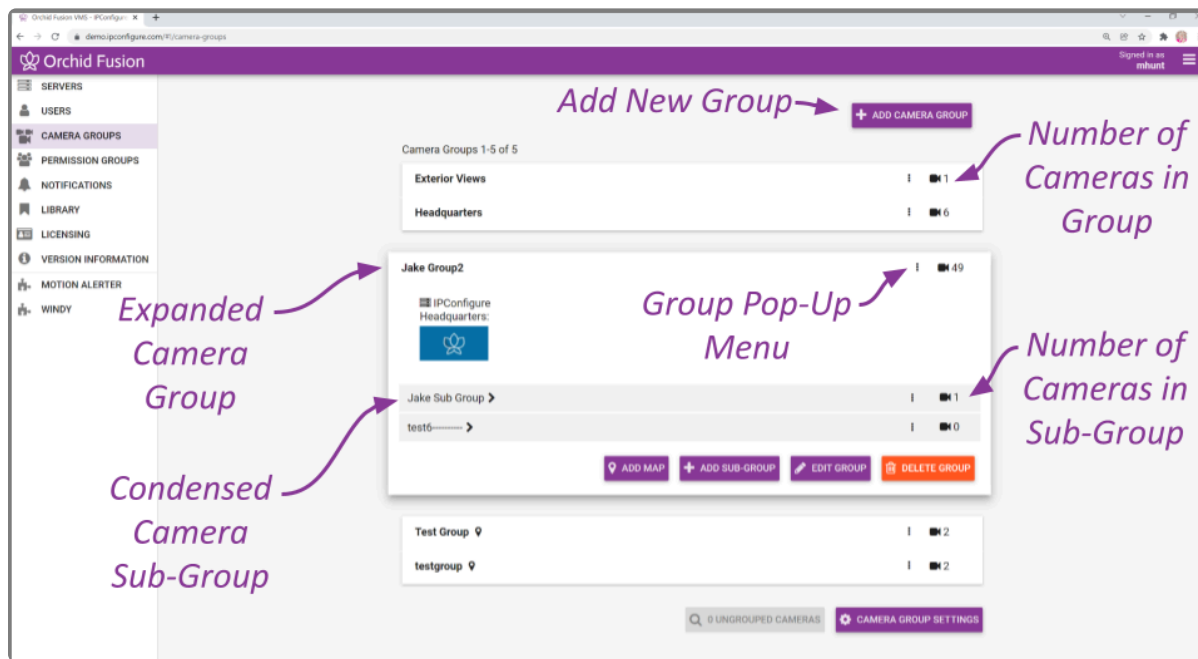 Orchid Fusion VMS - IPConfigur
demo.ipconfigure.com/#!/camera-groups
Orchid Fusion
Signed in as
mhunt
SERVERS
USERS
CAMERA GROUPS
PERMISSION GROUPS
NOTIFICATIONS
LIBRARY
LICENSING
VERSION INFORMATION
MOTION ALERTER
WINDY
Add New Group
+ ADD CAMERA GROUP
Camera Groups 1-5 of 5
Exterior Views 1
Headquarters 6
Number of
Cameras in
Group
Jake Group2 49
IPConfigure
Headquarters:
Expanded
Camera
Group
Group Pop-Up
Menu
Jake Sub Group 1
test6--------- 0
Number of
Cameras in
Sub-Group
ADD MAP + ADD SUB-GROUP EDIT GROUP DELETE GROUP
Condensed
Camera
Sub-Group
Test Group 2
testgroup 2
0 UNGROUPED CAMERAS CAMERA GROUP SETTINGS